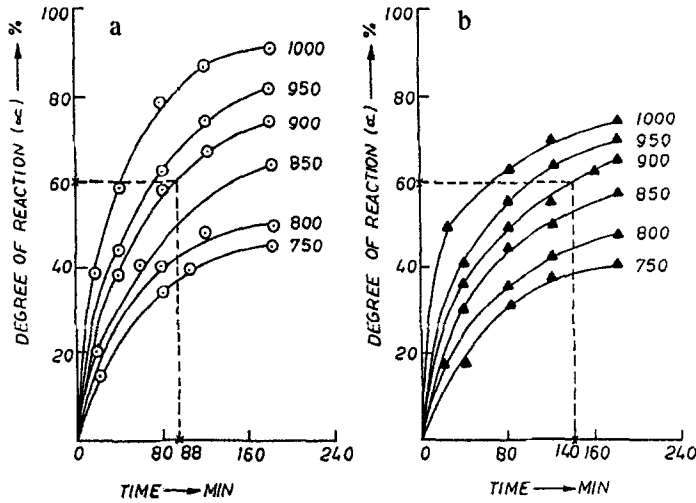 a
DEGREE OF REACTION (∝) → %
100
80
60
40
20
0
80 88 160 240
TIME → MIN
1000
950
900
850
800
750
b
DEGREE OF REACTION (α) → %
100
80
60
40
20
0 80 140 160 240
TIME → MIN
1000
950
900
850
800
750